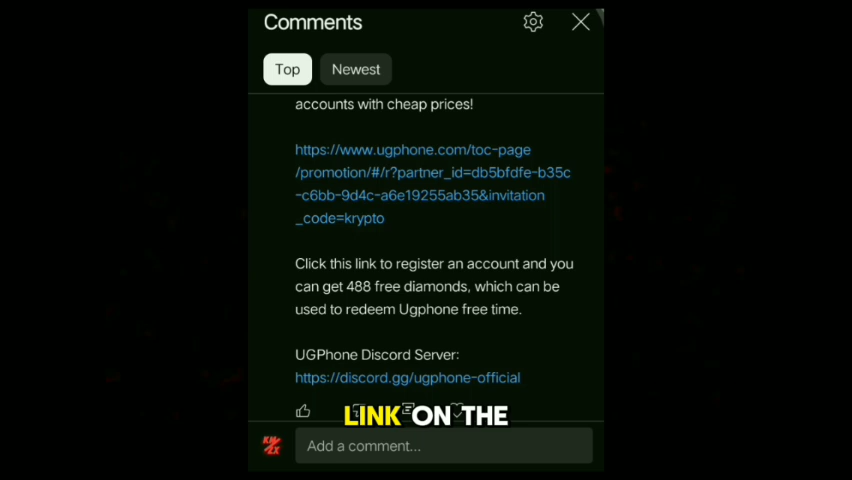 Comments
Top
Newest
accounts with cheap prices!
https://www.ugphone.com/toc-page
/promotion/#/r?partner_id=db5bfdfe-b35c
-c6bb-9d4c-a6e19255ab35&invitation
_code=krypto
Click this link to register an account and you
can get 488 free diamonds, which can be
used to redeem Ugphone free time.
UGPhone Discord Server:
https://discord.gg/ugphone-official
LINK ON THE
Add a comment...